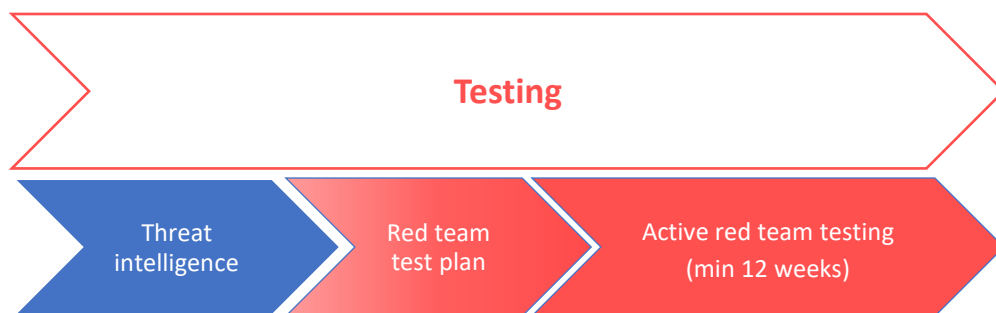 Testing
Threat
intelligence
Red team
test plan
Active red team testing
(min 12 weeks)